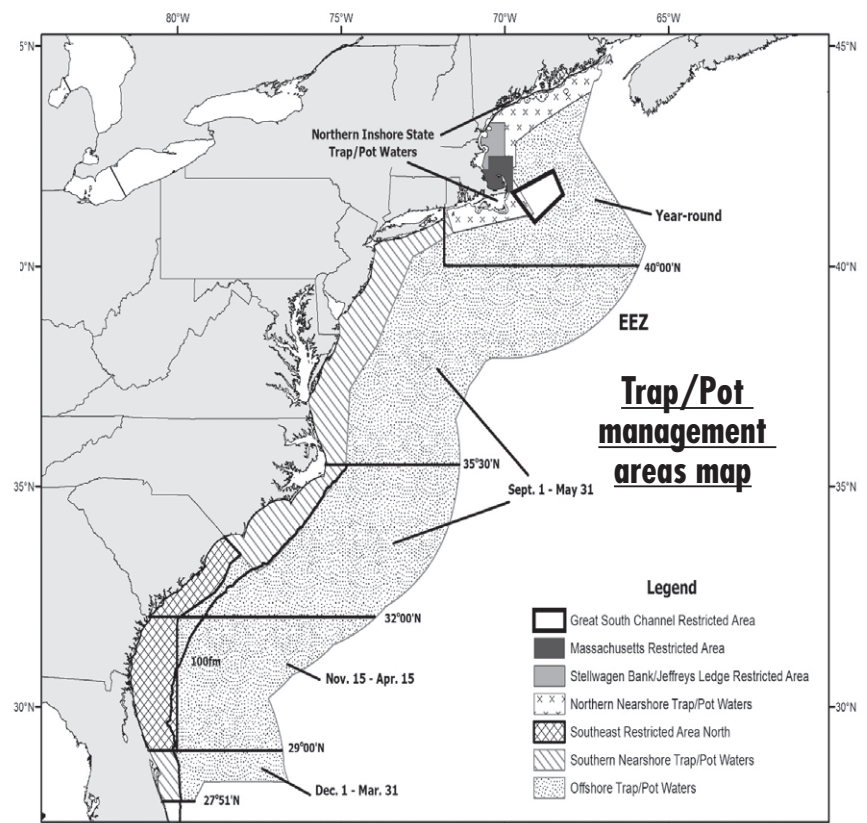 80°W
75°W
70°W
65°W
5°N
45°N
Northern Inshore State
Trap/Pot Waters
Year-round
0°N
40°N
40°00'N
EEZ
Trap/Pot
management
areas map
35°30'N
35°N
35°N
Sept. 1 - May 31
Legend
Great South Channel Restricted Area
Massachusetts Restricted Area
Stellwagen Bank/Jeffreys Ledge Restricted Area
Northern Nearshore Trap/Pot Waters
Southeast Restricted Area North
Southern Nearshore Trap/Pot Waters
Offshore Trap/Pot Waters
32°00'N
100fm
Nov. 15 - Apr. 15
30°N
30°N
29°00'N
Dec. 1 - Mar. 31
27°51'N